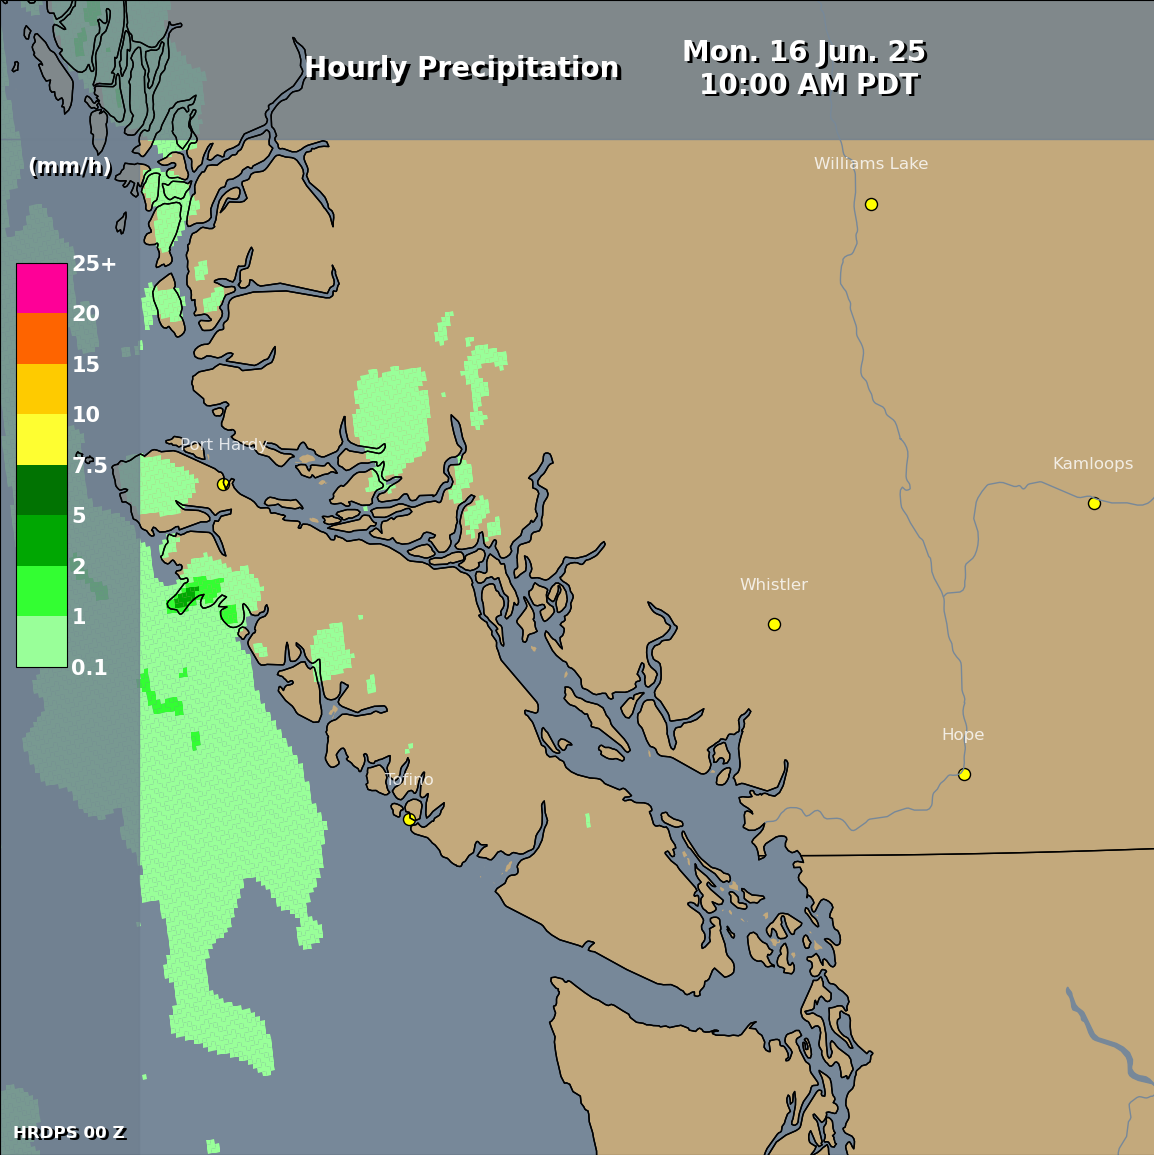 Hourly Precipitation
Mon. 16 Jun. 25
10:00 AM PDT
(mm/h)
Williams Lake
25+
20
15
10
7.5
5
2
1
0.1
Port Hardy
Kamloops
Whistler
Hope
Tofino
HRDPS 00 Z